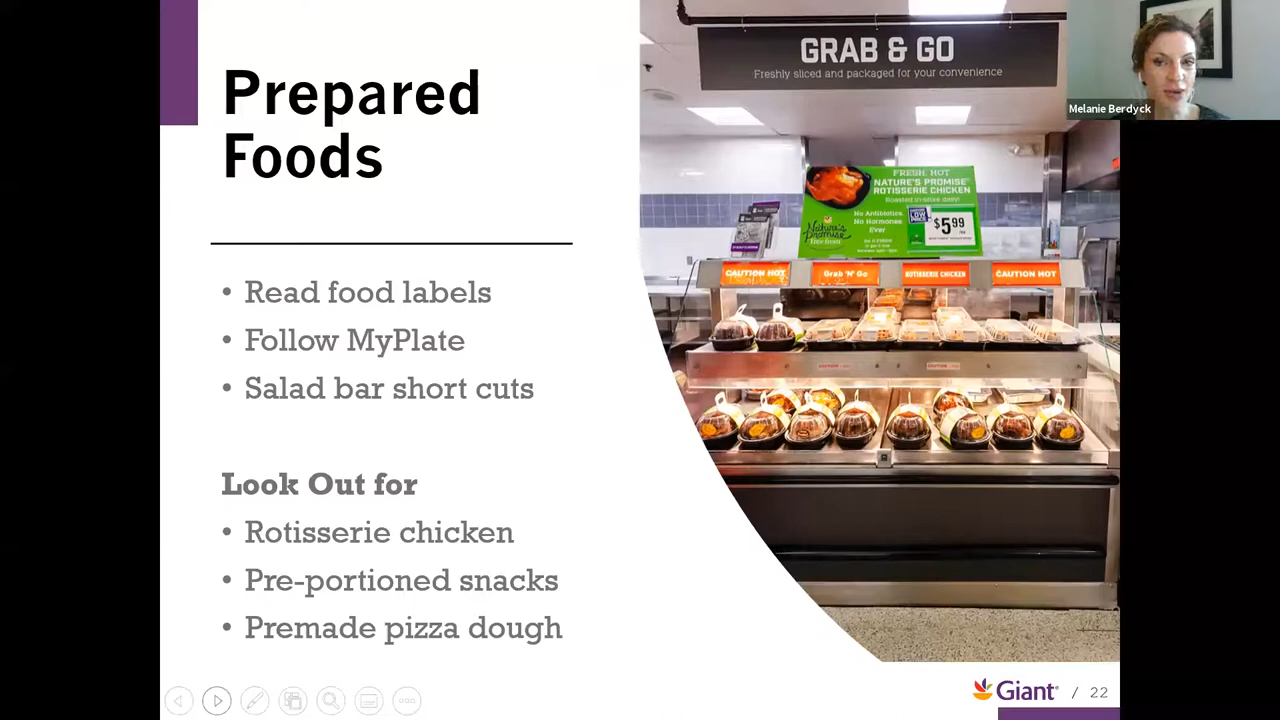 Prepared
Foods
• Read food labels
• Follow MyPlate
• Salad bar short cuts
Look Out for
• Rotisserie chicken
• Pre-portioned snacks
• Premade pizza dough
GRAB & GO
Freshly sliced and packaged for your convenience
FRESH, HOT
NATURE'S PROMISE
ROTISSERIE CHICKEN
Roasted in-store daily!
No Antibiotics.
No Hormones
Ever
Nature's
Promise
$5.99
CAUTION HOT
Grab 'N' Go
ROTISSERIE CHICKEN
CAUTION HOT
Melanie Berdyck
Giant / 22